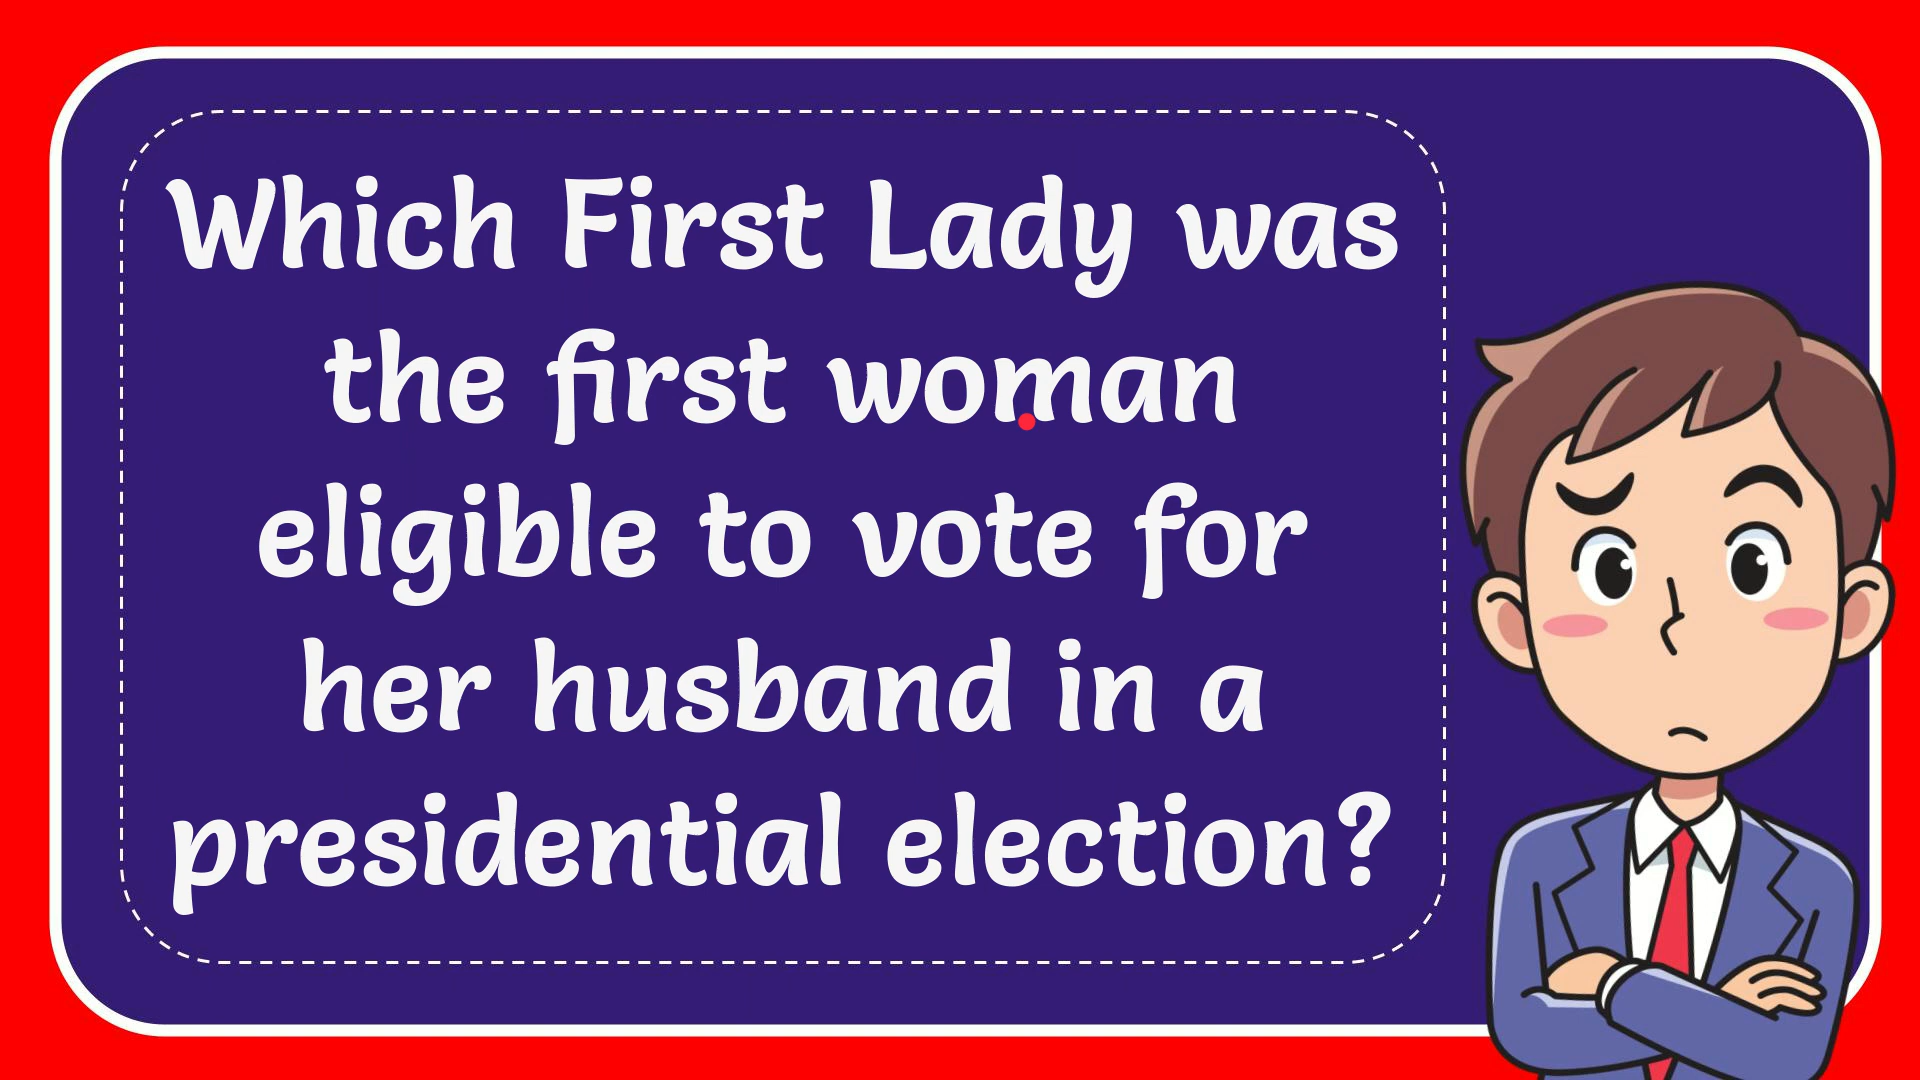 Which First Lady was
the first woman
eligible to vote for
her husband in a
presidential election?